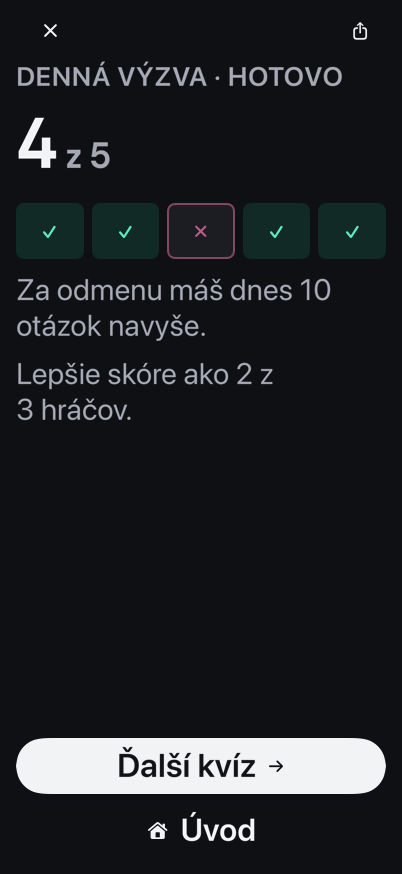 DENNÁ VÝZVA · HOTOVO
4 z 5
Za odmenu máš dnes 10
otázok navyše.
Lepšie skóre ako 2 z
3 hráčov.
Ďalší kvíz →
Úvod